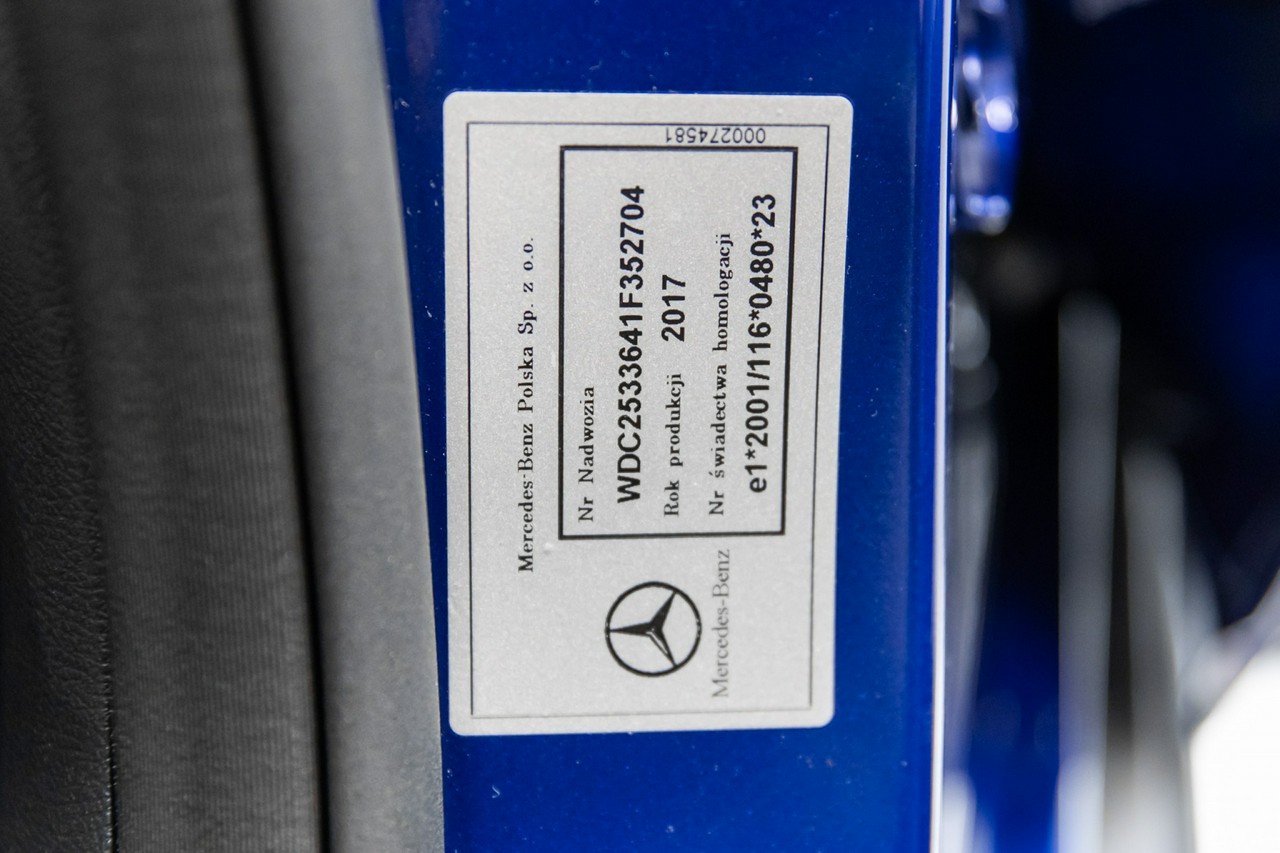 Mercedes-Benz Polska Sp. z o.o.
Nr Nadwozia
WDC2533641F352704
Rok produkcji 2017
Nr świadectwa homologacji
e1*2001/116*0480*23
Mercedes-Benz
000274581